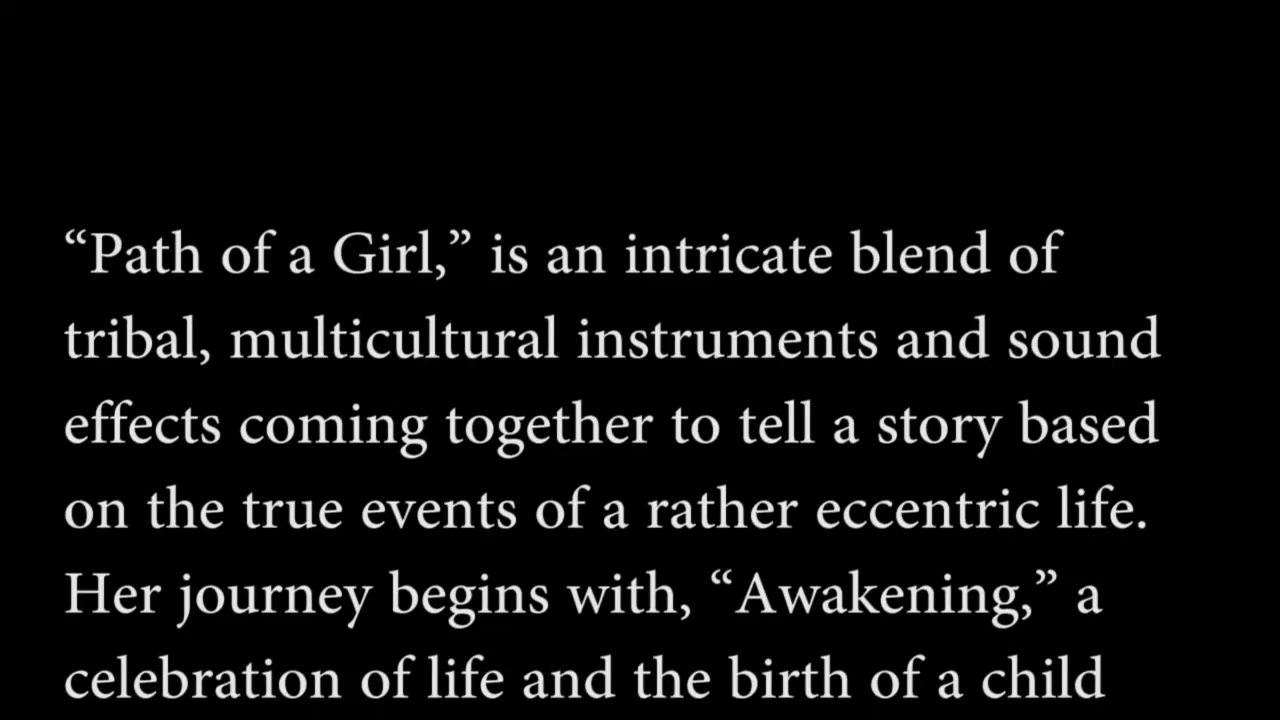 “Path of a Girl,” is an intricate blend of
tribal, multicultural instruments and sound
effects coming together to tell a story based
on the true events of a rather eccentric life.
Her journey begins with, “Awakening,” a
celebration of life and the birth of a child